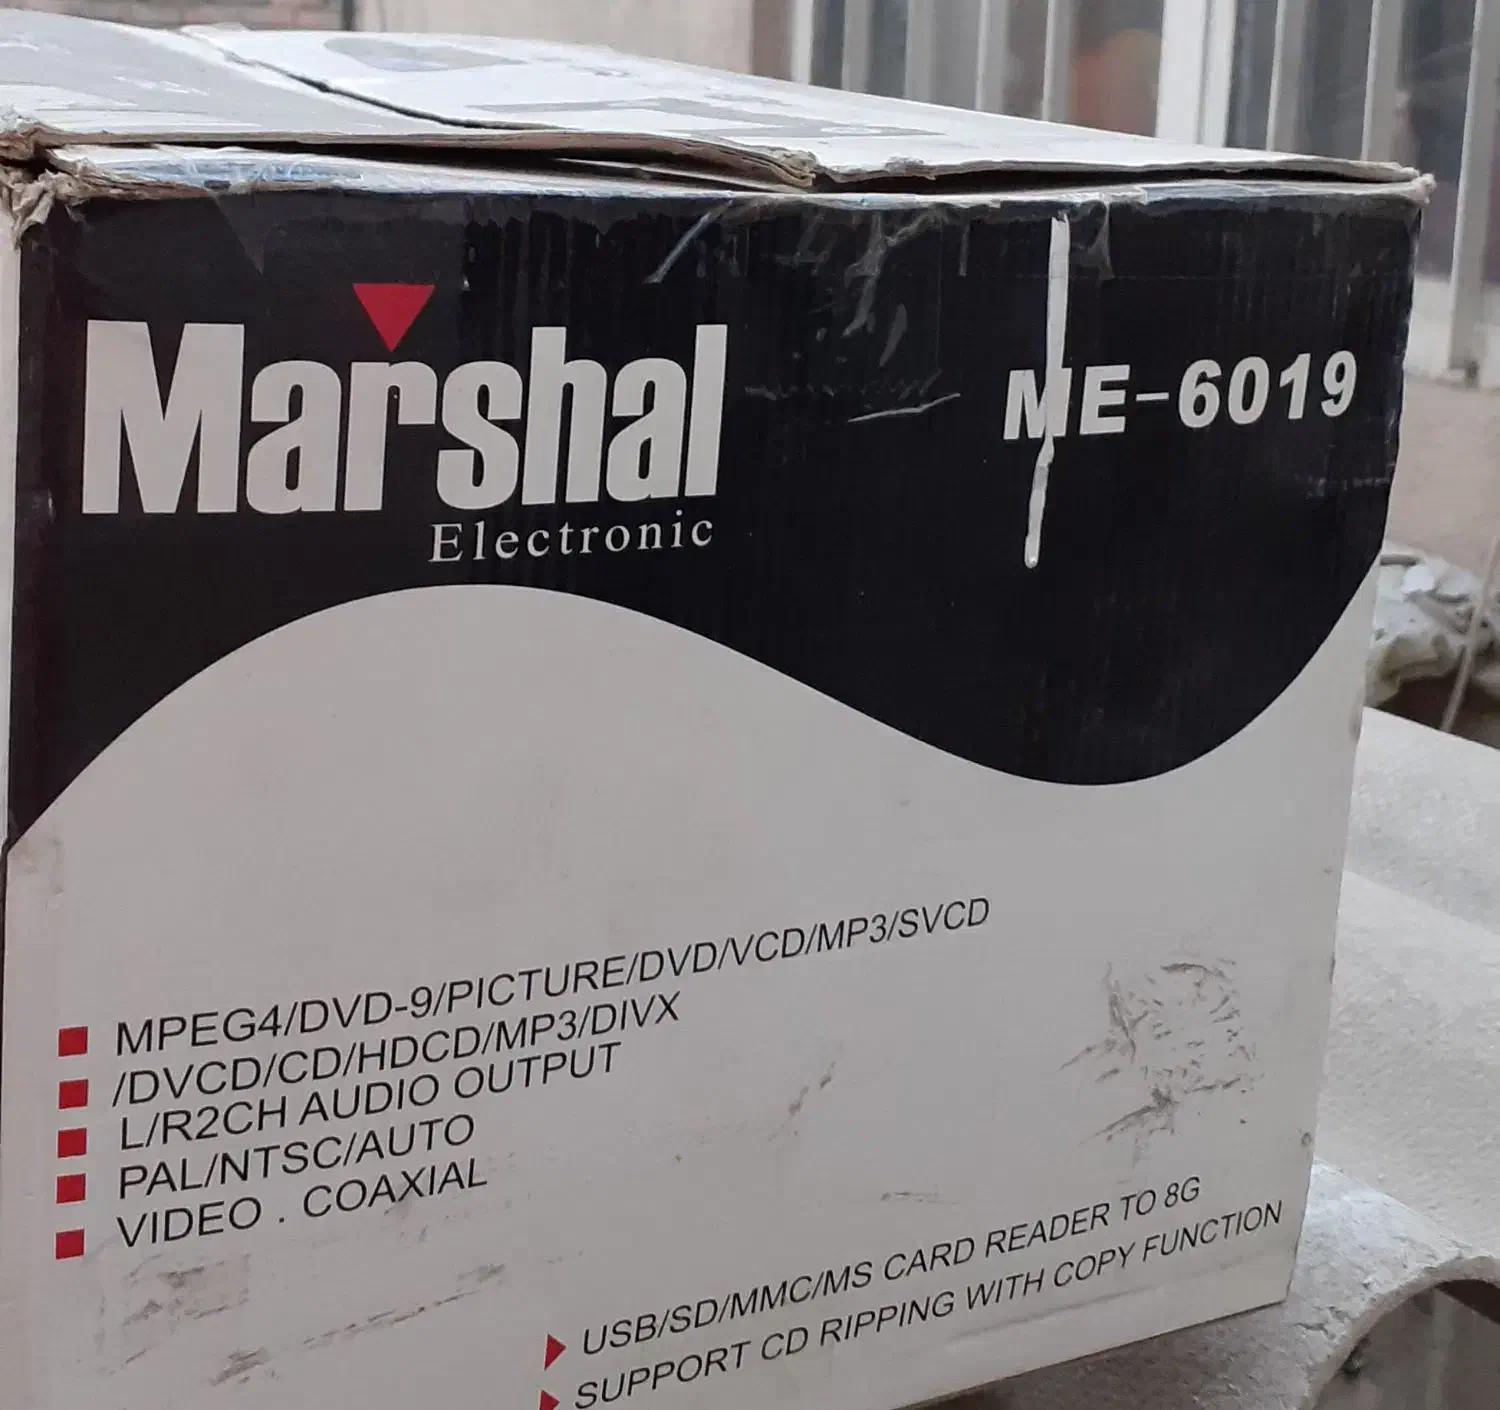 Marshal
Electronic
ME-6019
MPEG4/DVD-9/PICTURE/DVD/VCD/MP3/SVCD
/DVCD/CD/HDCD/MP3/DIVX
L/R2CH AUDIO OUTPUT
PAL/NTSC/AUTO
VIDEO . COAXIAL
USB/SD/MMC/MS CARD READER TO 8G
SUPPORT CD RIPPING WITH COPY FUNCTION